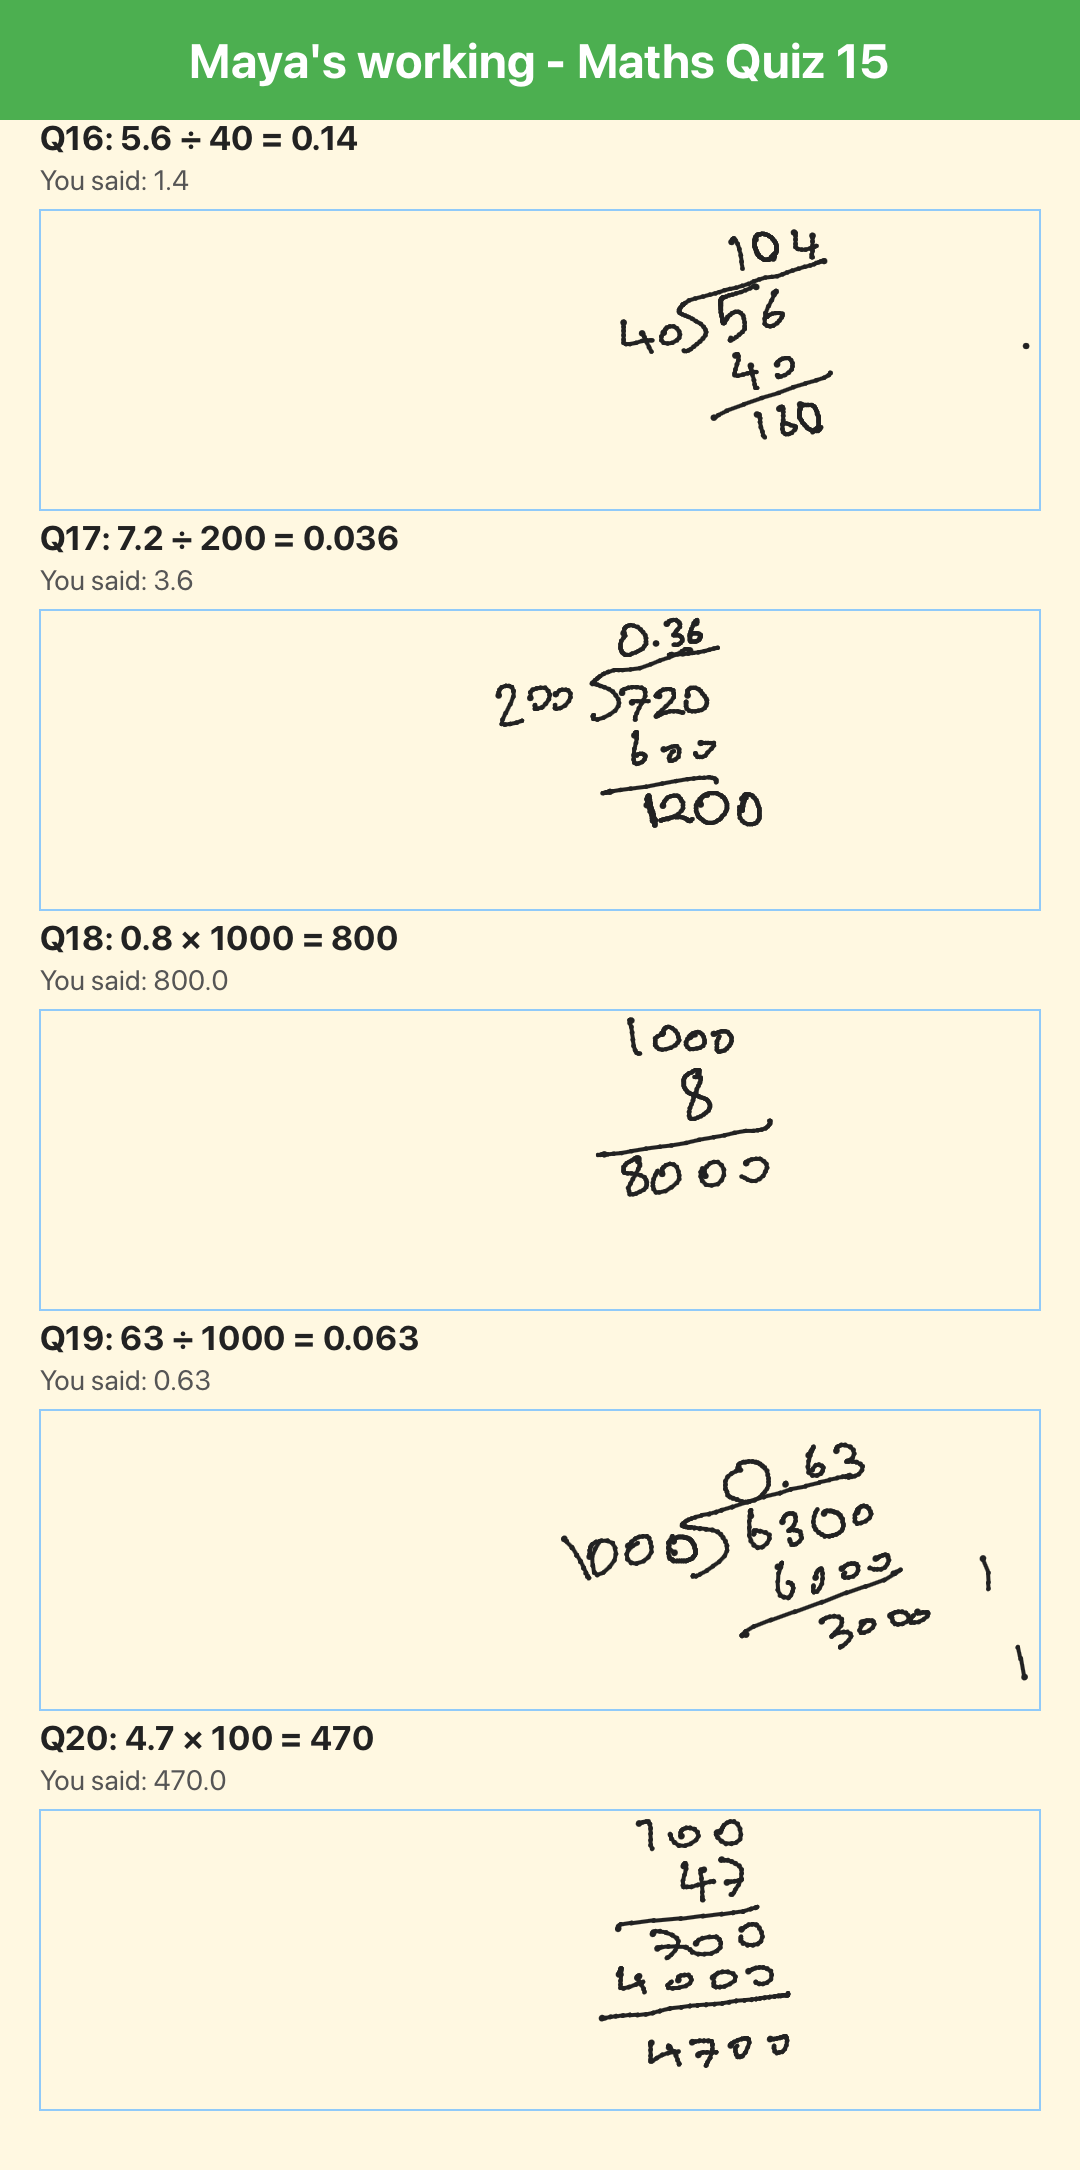 Maya's working - Maths Quiz 15
Q16: 5.6 ÷ 40 = 0.14
You said: 1.4
104
40 56
40
160
Q17: 7.2 ÷ 200 = 0.036
You said: 3.6
0.36
200 720
600
1200
Q18: 0.8 × 1000 = 800
You said: 800.0
1000
8
8000
Q19: 63 ÷ 1000 = 0.063
You said: 0.63
0.63
1000 6300
6000
3000
1
1
Q20: 4.7 × 100 = 470
You said: 470.0
100
47
700
4000
4700